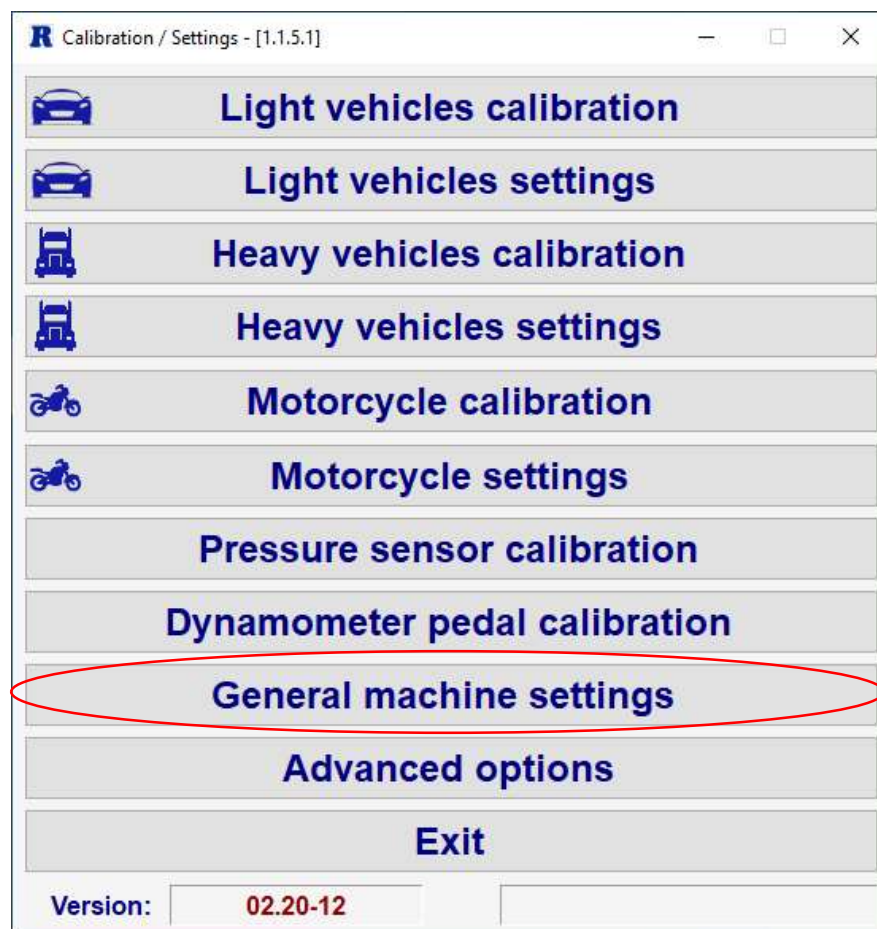 R Calibration / Settings - [1.1.5.1]
Light vehicles calibration
Light vehicles settings
Heavy vehicles calibration
Heavy vehicles settings
Motorcycle calibration
Motorcycle settings
Pressure sensor calibration
Dynamometer pedal calibration
General machine settings
Advanced options
Exit
Version: 02.20-12